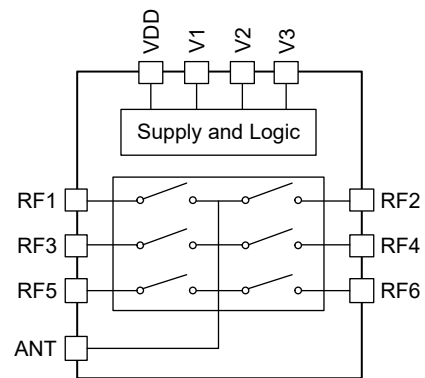 VDD V1 V2 V3
Supply and Logic
RF1 RF2
RF3 RF4
RF5 RF6
ANT